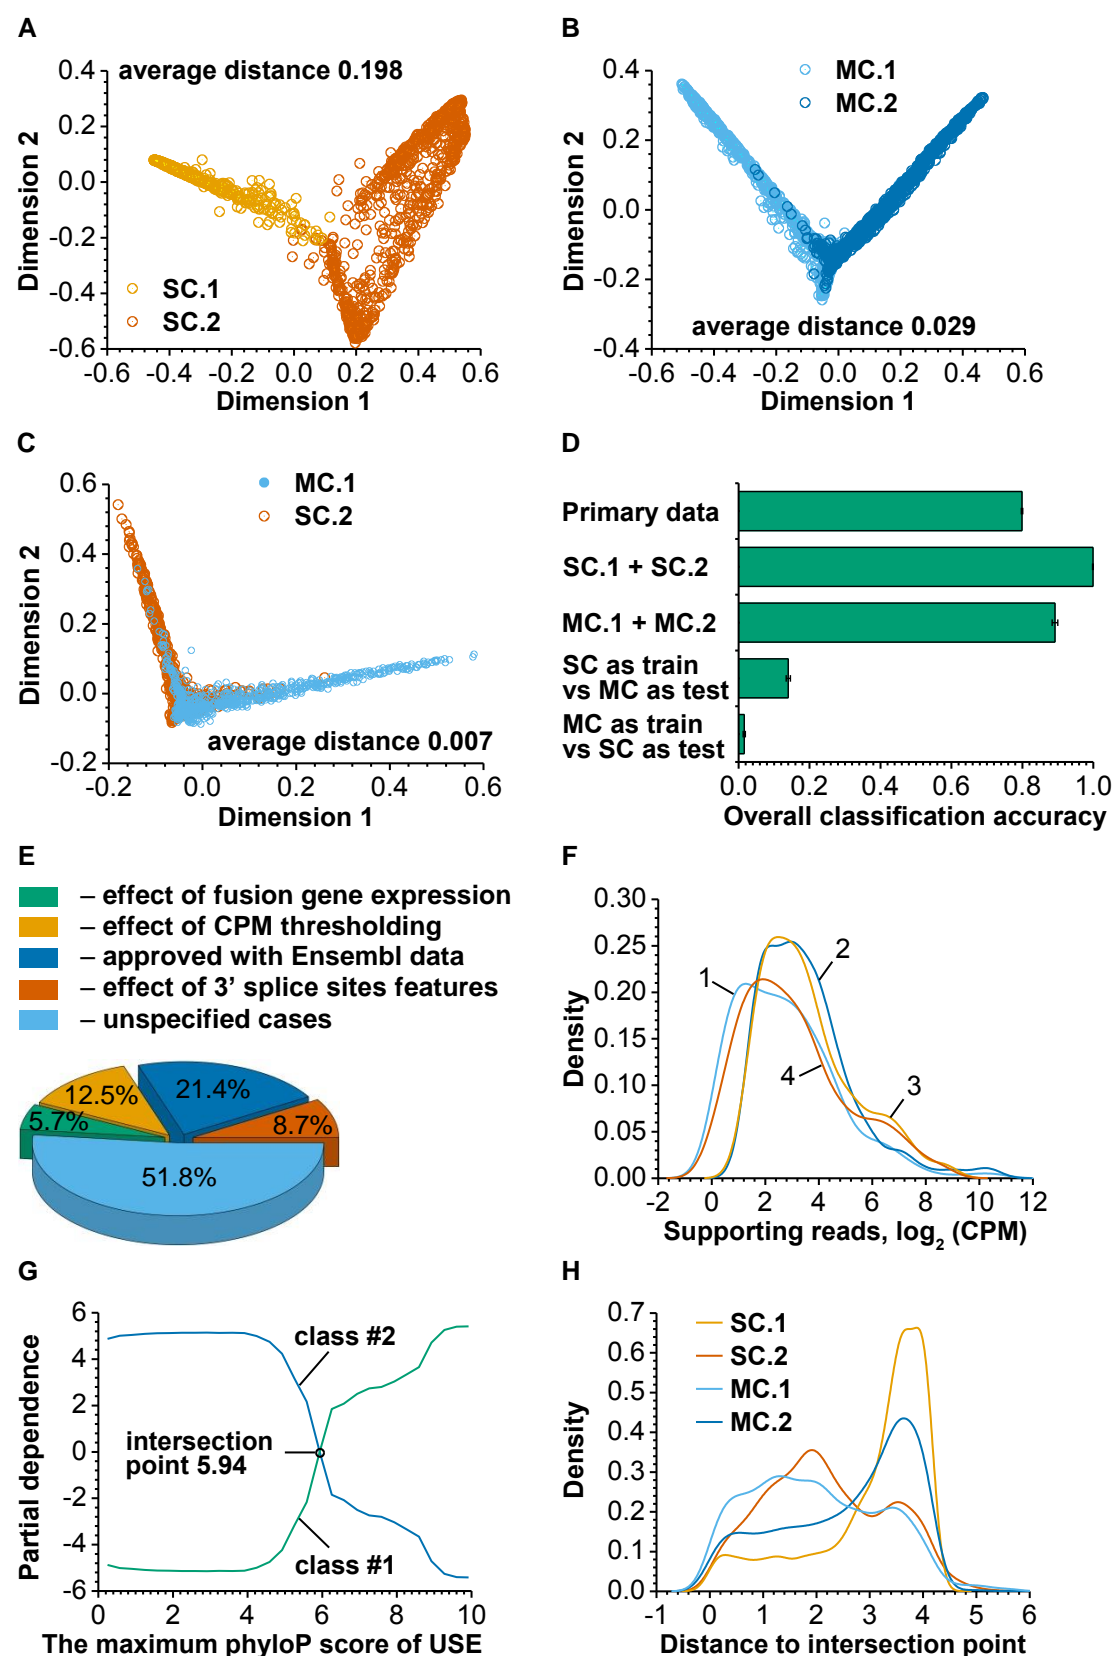 A
average distance 0.198
Dimension 2
0.4
0.2
0.0
-0.2
-0.4
-0.6
SC.1
SC.2
-0.6 -0.4 -0.2 0.0 0.2 0.4 0.6
Dimension 1
B
MC.1
MC.2
Dimension 2
0.4
0.2
0.0
-0.2
-0.4
average distance 0.029
-0.6 -0.4 -0.2 0.0 0.2 0.4 0.6
Dimension 1
C
MC.1
SC.2
Dimension 2
0.6
0.4
0.2
0.0
-0.2
average distance 0.007
-0.2 0.0 0.2 0.4 0.6
Dimension 1
D
Primary data
SC.1 + SC.2
MC.1 + MC.2
SC as train
vs MC as test
MC as train
vs SC as test
0.0 0.2 0.4 0.6 0.8 1.0
Overall classification accuracy
E
– effect of fusion gene expression
– effect of CPM thresholding
– approved with Ensembl data
– effect of 3’ splice sites features
– unspecified cases
12.5%
21.4%
5.7%
8.7%
51.8%
F
Density
0.30
0.25
0.20
0.15
0.10
0.05
0.00
1
2
3
4
-2 0 2 4 6 8 10 12
Supporting reads, log2 (CPM)
G
Partial dependence
6
4
2
0
-2
-4
-6
class #2
intersection
point 5.94
class #1
0 2 4 6 8 10
The maximum phyloP score of USE
H
Density
0.7
0.6
0.5
0.4
0.3
0.2
0.1
0.0
SC.1
SC.2
MC.1
MC.2
-1 0 1 2 3 4 5 6
Distance to intersection point